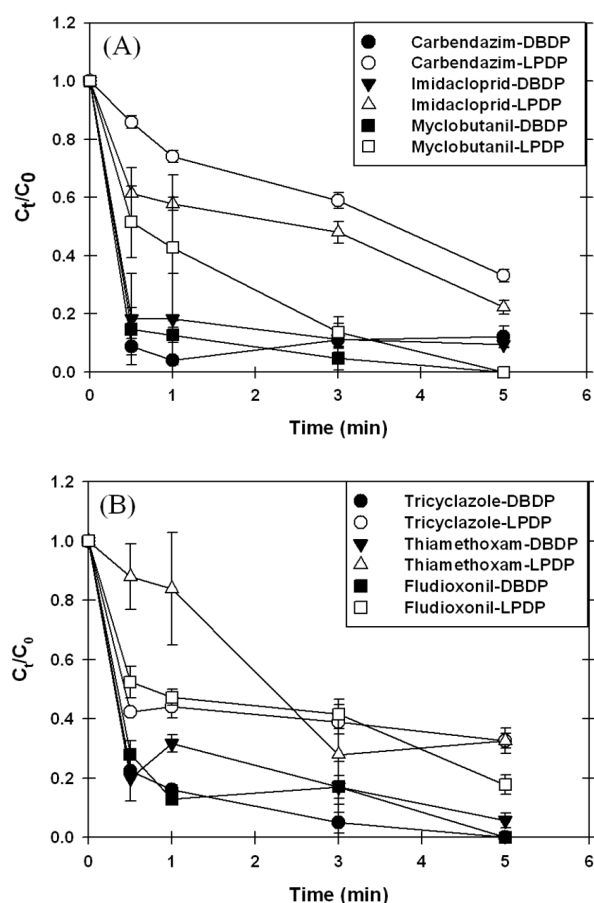 (A)
Carbendazim-DBDP
Carbendazim-LPDP
Imidacloprid-DBDP
Imidacloprid-LPDP
Myclobutanil-DBDP
Myclobutanil-LPDP
1.2
1.0
0.8
0.6
0.4
0.2
0.0
Ct/C0
0 1 2 3 4 5 6
Time (min)
(B)
Tricyclazole-DBDP
Tricyclazole-LPDP
Thiamethoxam-DBDP
Thiamethoxam-LPDP
Fludioxonil-DBDP
Fludioxonil-LPDP
1.2
1.0
0.8
0.6
0.4
0.2
0.0
Ct/C0
0 1 2 3 4 5 6
Time (min)